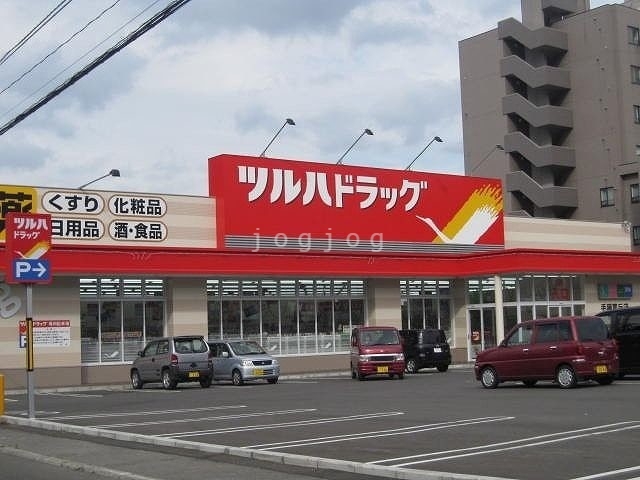 ツルハドラッグ
くすり
化粧品
日用品
酒・食品
薬
ツルハ
ドラッグ
P
jogjog